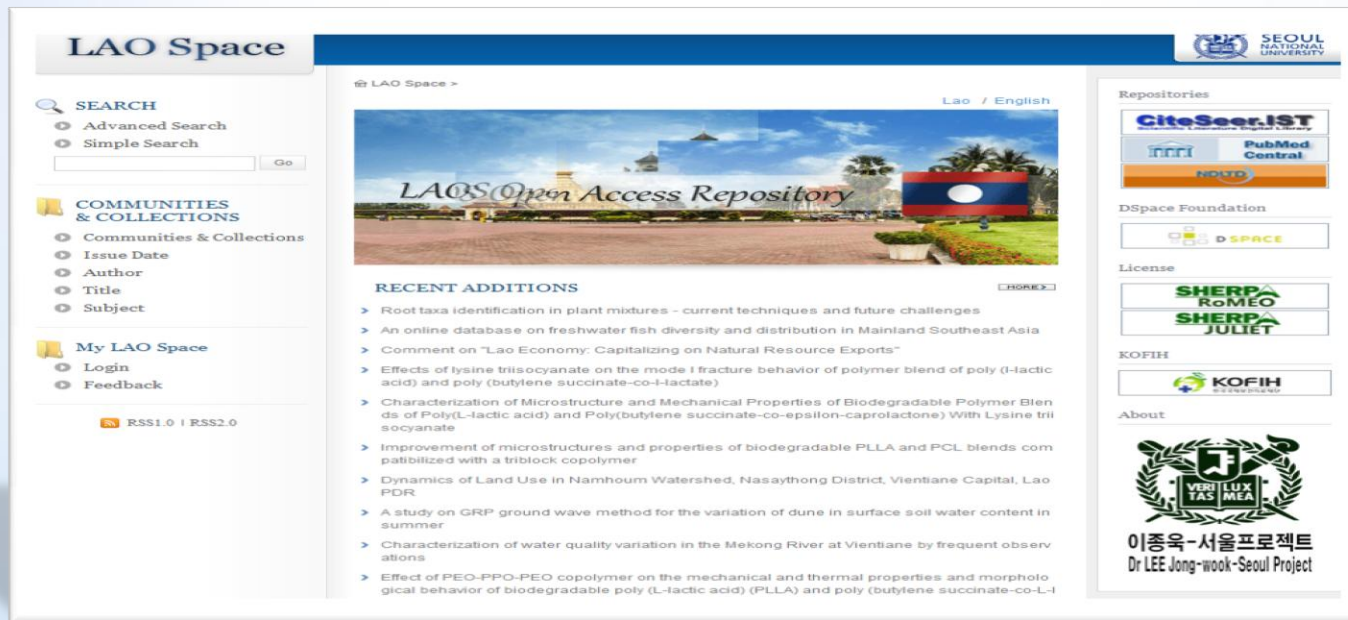 LAO Space
SEOUL
NATIONAL
UNIVERSITY
SEARCH
Advanced Search
Simple Search
Go
COMMUNITIES
& COLLECTIONS
Communities & Collections
Issue Date
Author
Title
Subject
My LAO Space
Login
Feedback
RSS1.0 I RSS2.0
LAO Space >
Lao / English
LAOS Open Access Repository
RECENT ADDITIONS
MORE>
Root taxa identification in plant mixtures - current techniques and future challenges
An online database on freshwater fish diversity and distribution in Mainland Southeast Asia
Comment on "Lao Economy: Capitalizing on Natural Resource Exports"
Effects of lysine triisocyanate on the mode I fracture behavior of polymer blend of poly (l-lactic
acid) and poly (butylene succinate-co-l-lactate)
Characterization of Microstructure and Mechanical Properties of Biodegradable Polymer Blen
ds of Poly(L-lactic acid) and Poly(butylene succinate-co-epsilon-caprolactone) With Lysine trii
socyanate
Improvement of microstructures and properties of biodegradable PLLA and PCL blends com
patibilized with a triblock copolymer
Dynamics of Land Use in Namhoum Watershed, Nasaythong District, Vientiane Capital, Lao
PDR
A study on GRP ground wave method for the variation of dune in surface soil water content in
summer
Characterization of water quality variation in the Mekong River at Vientiane by frequent observ
ations
Effect of PEO-PPO-PEO copolymer on the mechanical and thermal properties and morpholo
gical behavior of biodegradable poly (L-lactic acid) (PLLA) and poly (butylene succinate-co-L-l
Repositories
CiteSeer.IST
Scientific Literature Digital Library
PubMed
Central
NDLTD
DSpace Foundation
DSPACE
License
SHERPA
RoMEO
SHERPA
JULIET
KOFIH
KOFIH
About
VERI LUX
TAS MEA
이종욱-서울프로젝트
Dr LEE Jong-wook-Seoul Project